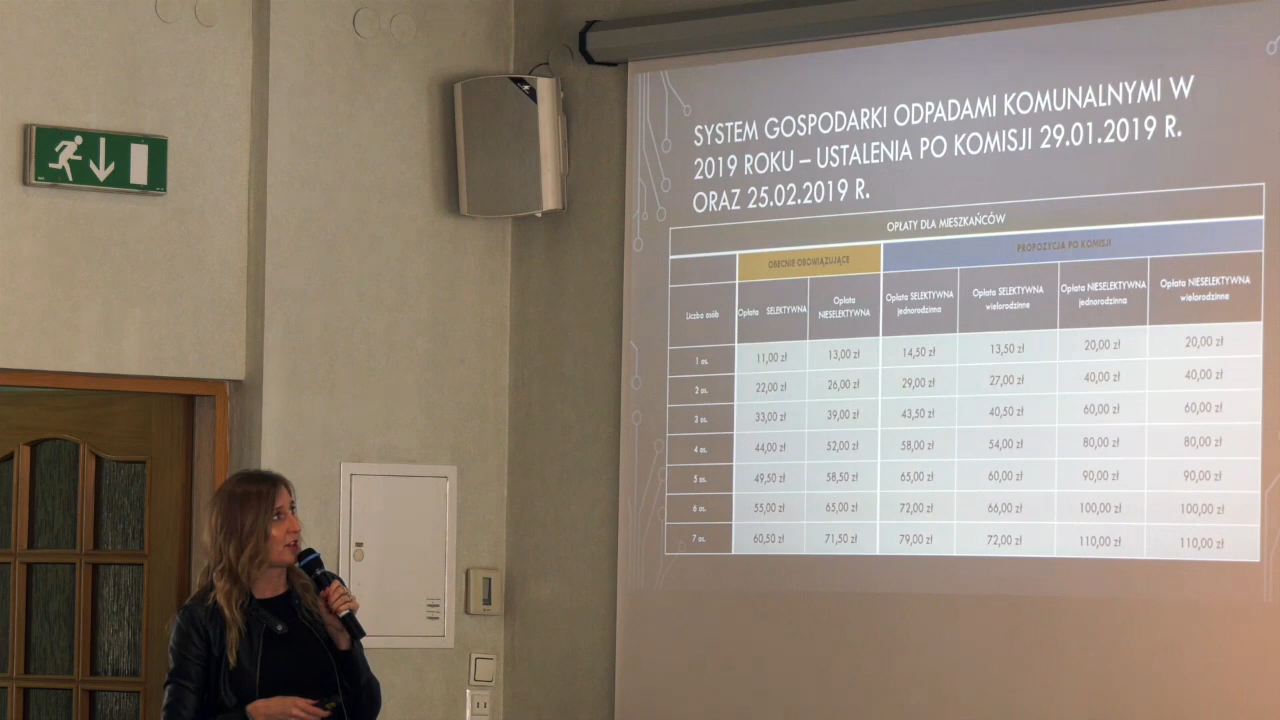 SYSTEM GOSPODARKI ODPADAMI KOMUNALNYMI W
2019 ROKU – USTALENIA PO KOMISJI 29.01.2019 R.
ORAZ 25.02.2019 R.
OPŁATY DLA MIESZKAŃCÓW
OBECNIE OBOWIĄZUJĄCE PROPOZYCJA PO KOMISJI
Liczba osób Opłata SELEKTYWNA Opłata NIESELEKTYWNA Opłata SELEKTYWNA jednorodzinna Opłata SELEKTYWNA wielorodzinne Opłata NIESELEKTYWNA jednorodzinna Opłata NIESELEKTYWNA wielorodzinne
1 os. 11,00 zł 13,00 zł 14,50 zł 13,50 zł 20,00 zł 20,00 zł
2 os. 22,00 zł 26,00 zł 29,00 zł 27,00 zł 40,00 zł 40,00 zł
3 os. 33,00 zł 39,00 zł 43,50 zł 40,50 zł 60,00 zł 60,00 zł
4 os. 44,00 zł 52,00 zł 58,00 zł 54,00 zł 80,00 zł 80,00 zł
5 os. 49,50 zł 58,50 zł 65,00 zł 60,00 zł 90,00 zł 90,00 zł
6 os. 55,00 zł 65,00 zł 72,00 zł 66,00 zł 100,00 zł 100,00 zł
7 os. 60,50 zł 71,50 zł 79,00 zł 72,00 zł 110,00 zł 110,00 zł